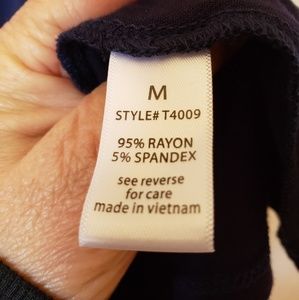 M
STYLE# T4009
95% RAYON
5% SPANDEX
see reverse
for care
made in vietnam